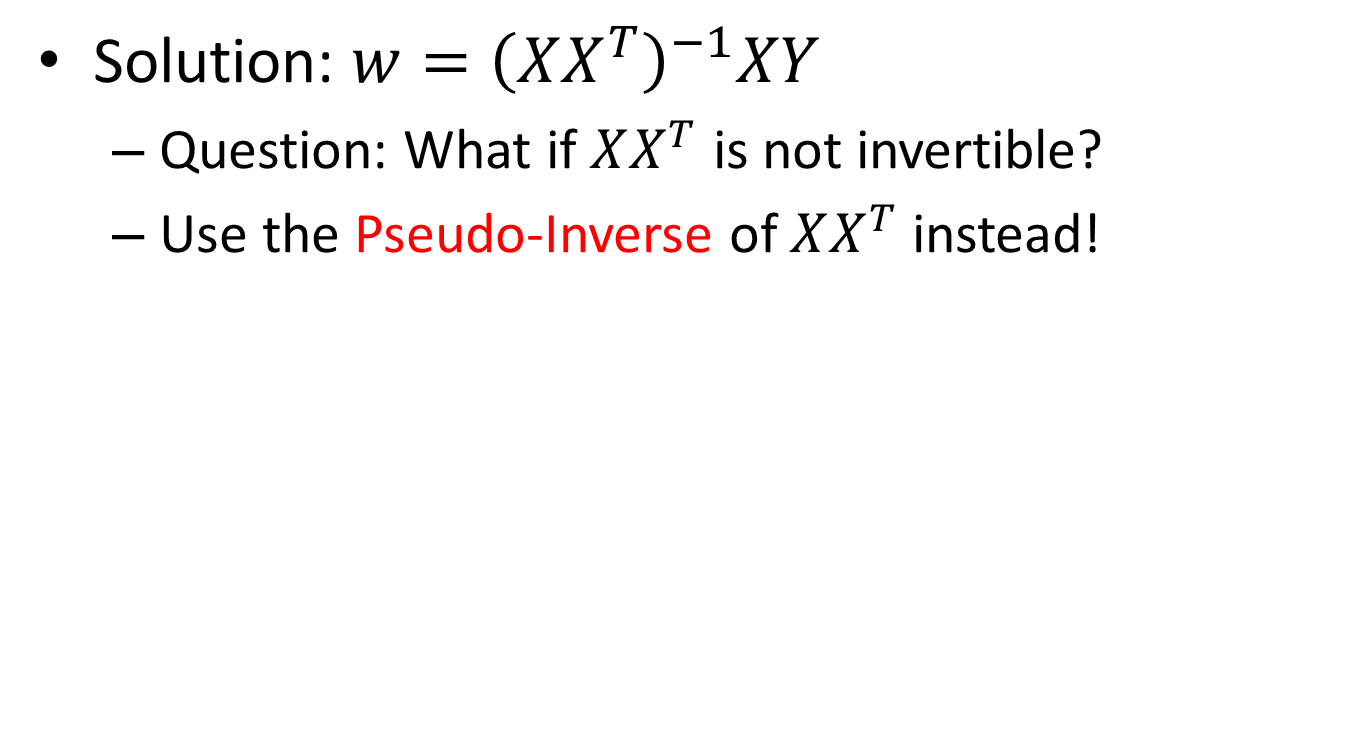 • Solution: $w = (XX^T)^{-1}XY$
– Question: What if $XX^T$ is not invertible?
– Use the Pseudo-Inverse of $XX^T$ instead!